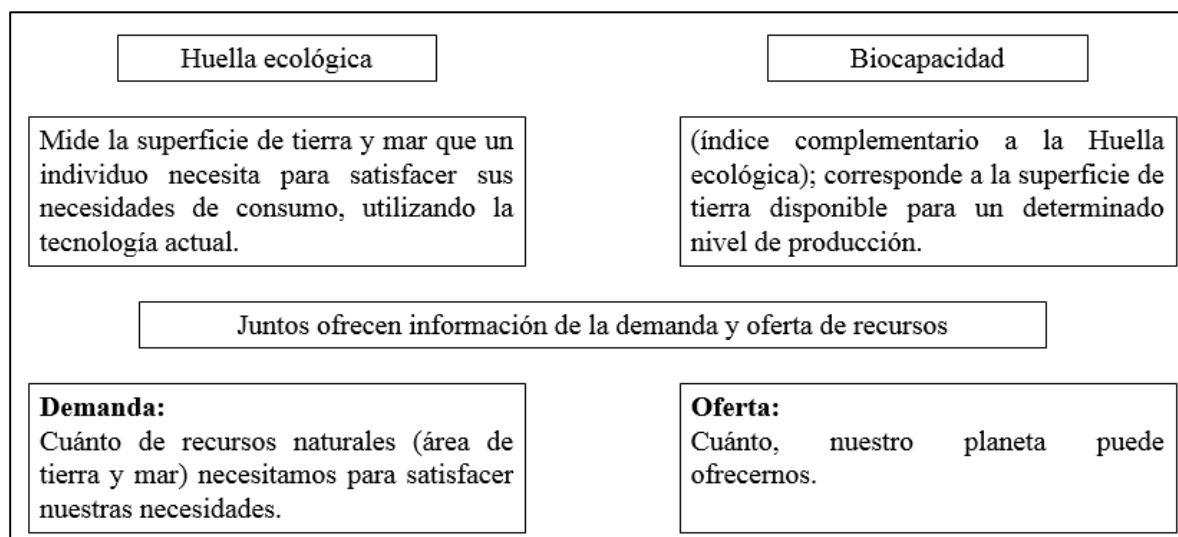 Huella ecológica
Biocapacidad
Mide la superficie de tierra y mar que un
individuo necesita para satisfacer sus
necesidades de consumo, utilizando la
tecnología actual.
(índice complementario a la Huella
ecológica); corresponde a la superficie de
tierra disponible para un determinado
nivel de producción.
Juntos ofrecen información de la demanda y oferta de recursos
Demanda:
Cuánto de recursos naturales (área de
tierra y mar) necesitamos para satisfacer
nuestras necesidades.
Oferta:
Cuánto, nuestro planeta puede
ofrecernos.